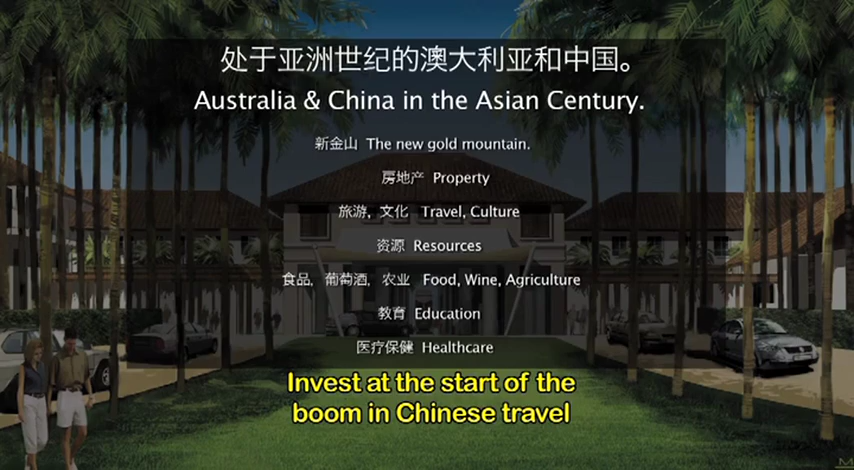 处于亚洲世纪的澳大利亚和中国。
Australia & China in the Asian Century.
新金山 The new gold mountain.
房地产 Property
旅游, 文化 Travel, Culture
资源 Resources
食品, 葡萄酒, 农业 Food, Wine, Agriculture
教育 Education
医疗保健 Healthcare
Invest at the start of the
boom in Chinese travel